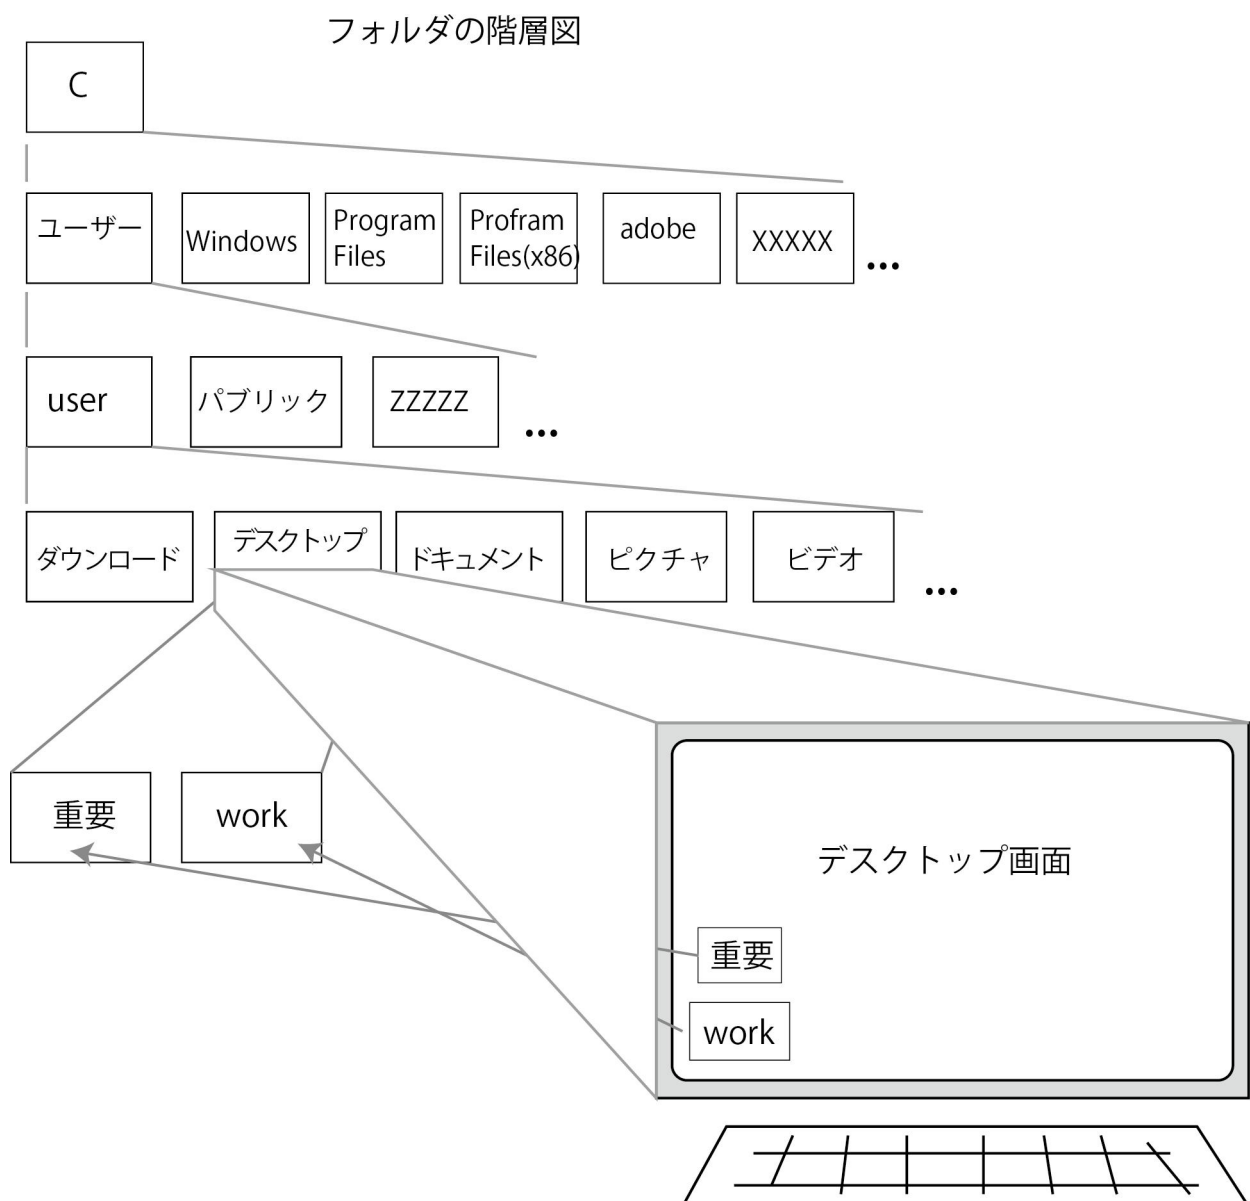 フォルダの階層図
C
ユーザー
Windows
Program
Files
Profram
Files(x86)
adobe
XXXXX
...
user
パブリック
ZZZZZ
...
ダウンロード
デスクトップ
ドキュメント
ピクチャ
ビデオ
...
重要
work
デスクトップ画面
重要
work